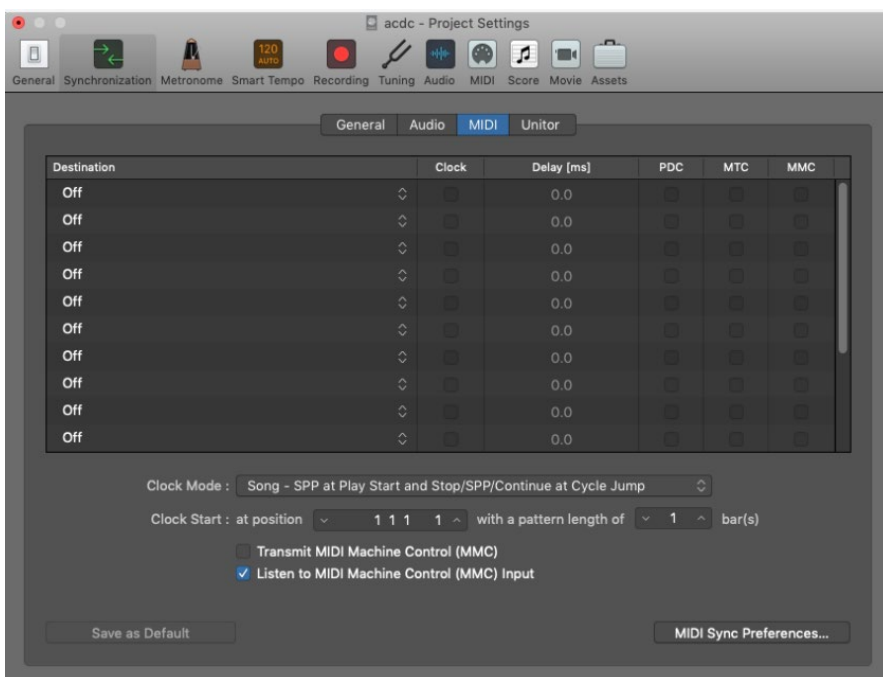 acdc - Project Settings
120
AUTO
General Synchronization Metronome Smart Tempo Recording Tuning Audio MIDI Score Movie Assets
General Audio MIDI Unitor
Destination Clock Delay [ms] PDC MTC MMC
Off 0.0
Off 0.0
Off 0.0
Off 0.0
Off 0.0
Off 0.0
Off 0.0
Off 0.0
Off 0.0
Off 0.0
Clock Mode : Song - SPP at Play Start and Stop/SPP/Continue at Cycle Jump
Clock Start : at position 1 1 1 1 with a pattern length of 1 bar(s)
Transmit MIDI Machine Control (MMC)
Listen to MIDI Machine Control (MMC) Input
Save as Default MIDI Sync Preferences...